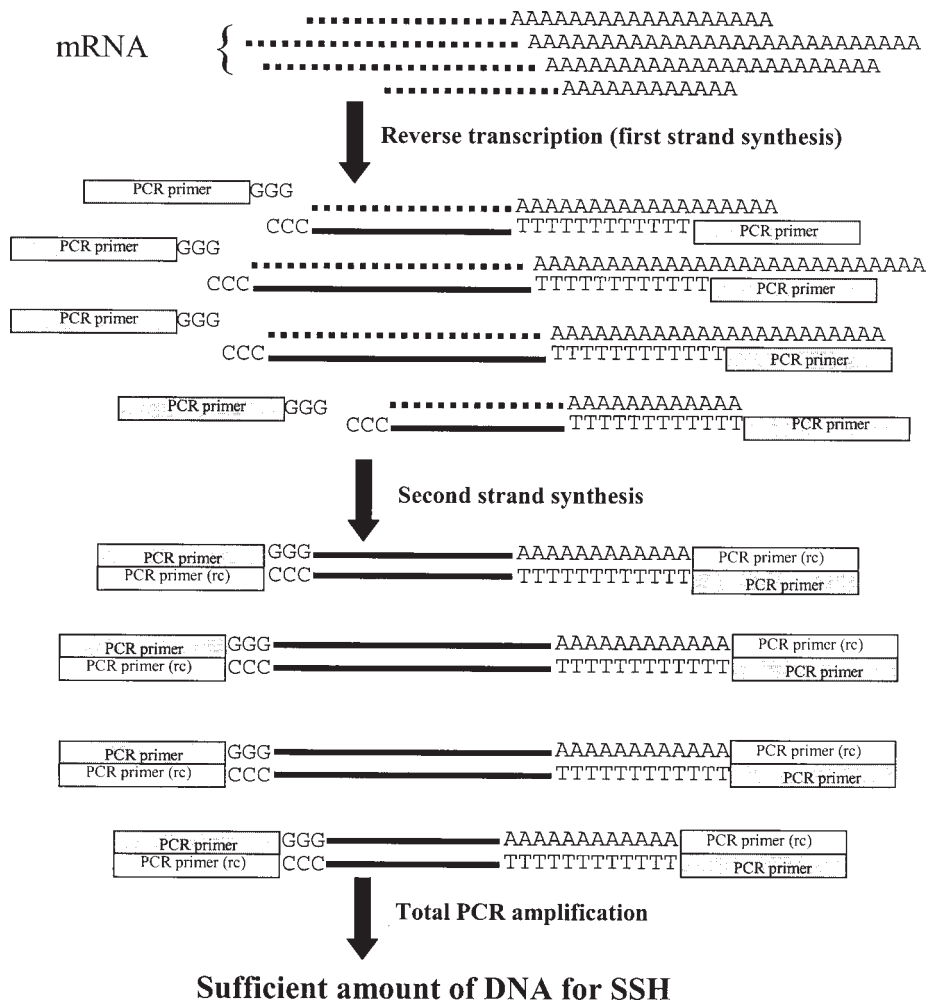 AAAAAAAAAAAAAAAAAA
mRNA { AAAAAAAAAAAAAAAAAAAAAAAAAAA
AAAAAAAAAAAAAAAAAAAAAAA
AAAAAAAAAAAA
Reverse transcription (first strand synthesis)
PCR primer GGG
AAAAAAAAAAAAAAAAAA
CCC TTTTTTTTTTTT PCR primer
PCR primer GGG
AAAAAAAAAAAAAAAAAAAAAAAAAAA
CCC TTTTTTTTTTTT PCR primer
PCR primer GGG
AAAAAAAAAAAAAAAAAAAAAAA
CCC TTTTTTTTTTTT PCR primer
PCR primer GGG AAAAAAAAAAAA
CCC TTTTTTTTTTTT PCR primer
Second strand synthesis
PCR primer GGG AAAAAAAAAAAA PCR primer (rc)
PCR primer (rc) CCC TTTTTTTTTTTT PCR primer
PCR primer GGG AAAAAAAAAAAA PCR primer (rc)
PCR primer (rc) CCC TTTTTTTTTTTT PCR primer
PCR primer GGG AAAAAAAAAAAA PCR primer (rc)
PCR primer (rc) CCC TTTTTTTTTTTT PCR primer
PCR primer GGG AAAAAAAAAAAA PCR primer (rc)
PCR primer (rc) CCC TTTTTTTTTTTT PCR primer
Total PCR amplification
Sufficient amount of DNA for SSH